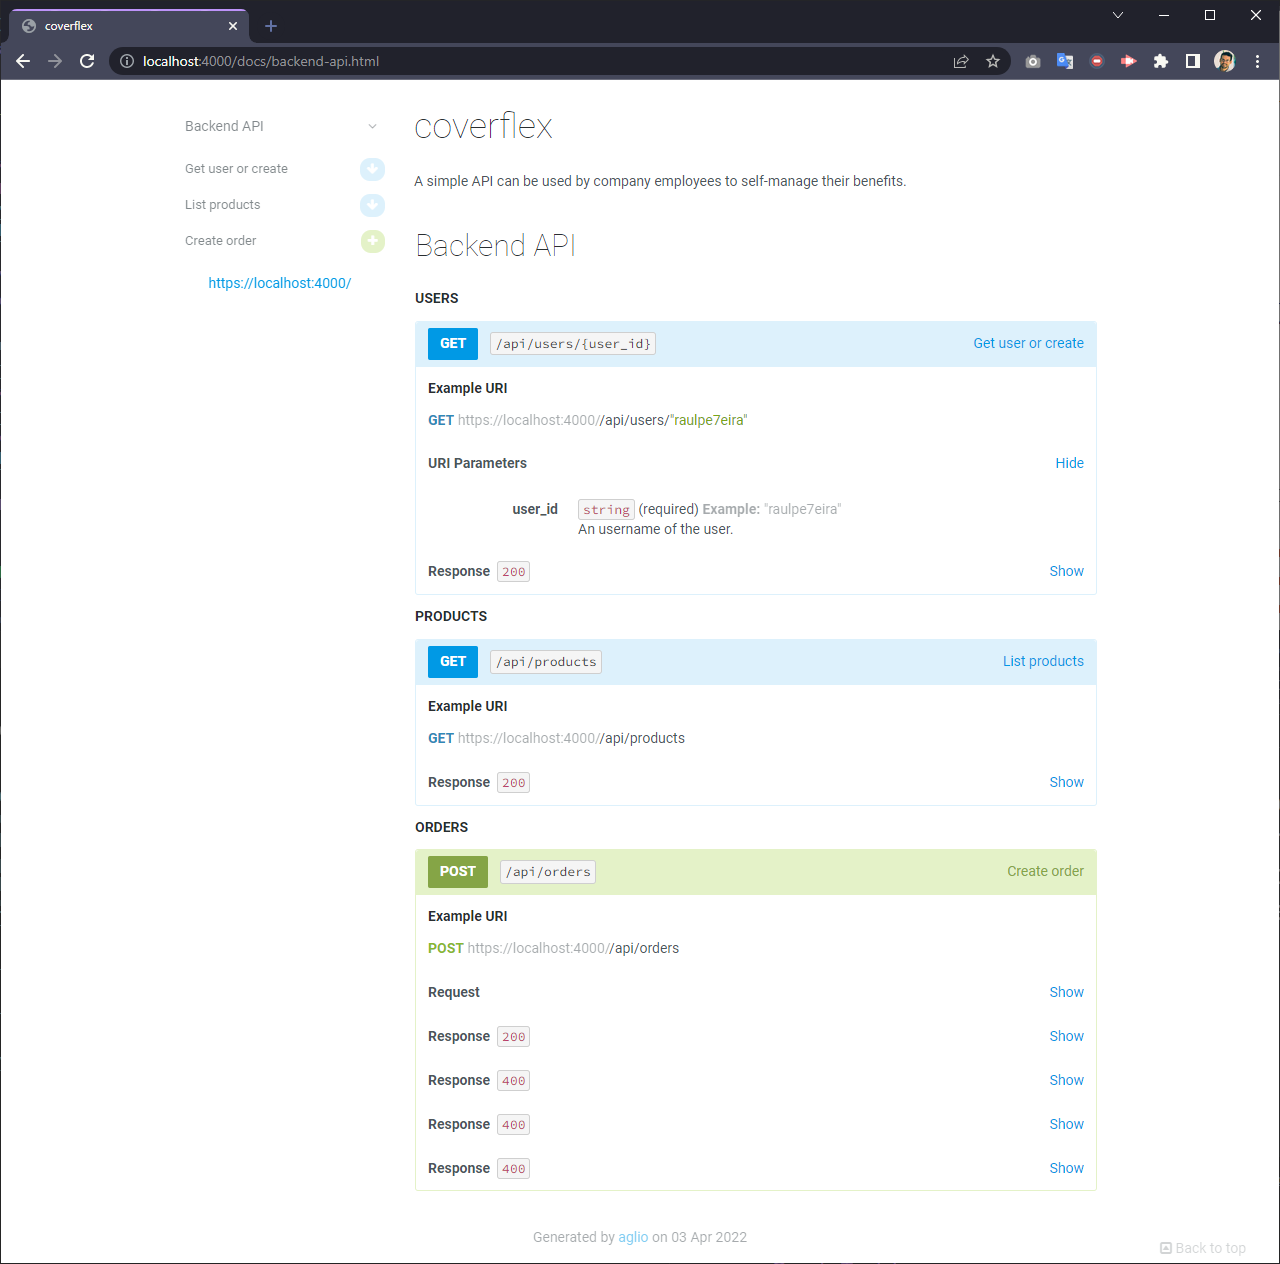 coverflex
localhost:4000/docs/backend-api.html
Backend API
Get user or create
List products
Create order
https://localhost:4000/
coverflex
A simple API can be used by company employees to self-manage their benefits.
Backend API
USERS
GET /api/users/{user_id} Get user or create
Example URI
GET https://localhost:4000//api/users/"raulpe7eira"
URI Parameters Hide
user_id string (required) Example: "raulpe7eira"
An username of the user.
Response 200 Show
PRODUCTS
GET /api/products List products
Example URI
GET https://localhost:4000//api/products
Response 200 Show
ORDERS
POST /api/orders Create order
Example URI
POST https://localhost:4000//api/orders
Request Show
Response 200 Show
Response 400 Show
Response 400 Show
Response 400 Show
Generated by aglio on 03 Apr 2022
Back to top